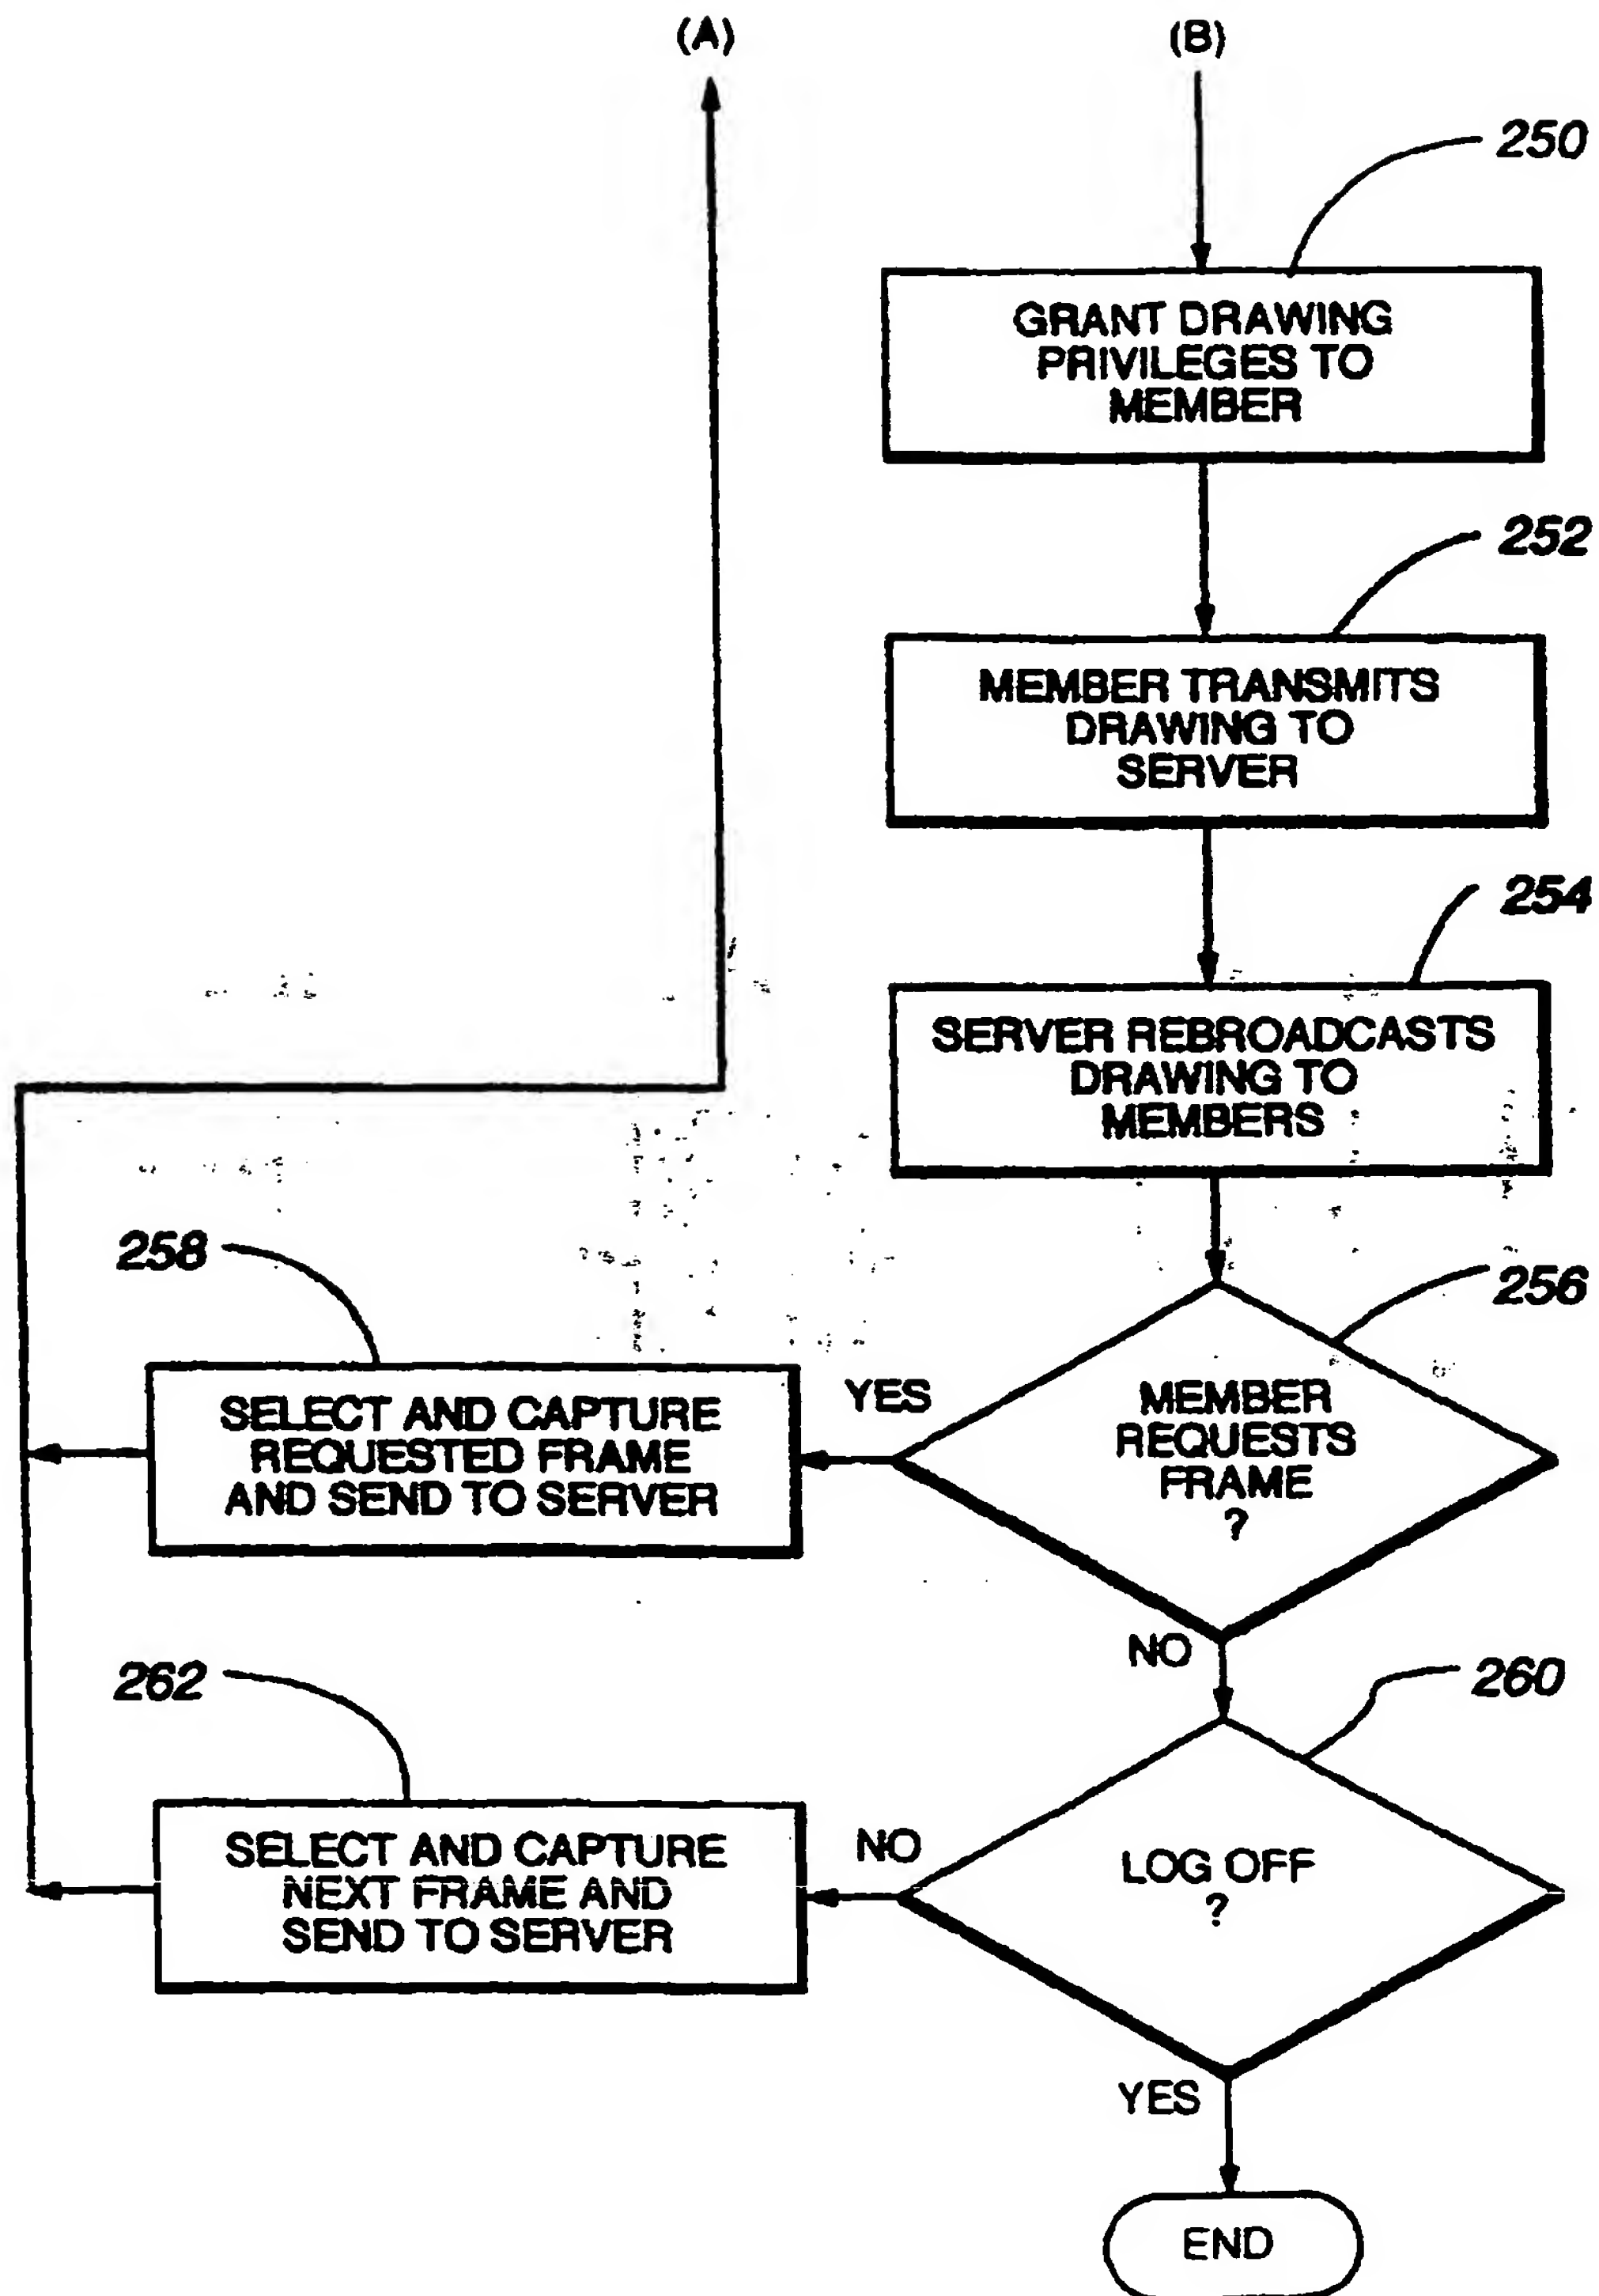 (A)
(B)
250
GRANT DRAWING
PRIVILEGES TO
MEMBER
252
MEMBER TRANSMITS
DRAWING TO
SERVER
254
SERVER REBROADCASTS
DRAWING TO
MEMBERS
256
MEMBER
REQUESTS
FRAME
?
YES
258
SELECT AND CAPTURE
REQUESTED FRAME
AND SEND TO SERVER
NO
260
LOG OFF
?
NO
262
SELECT AND CAPTURE
NEXT FRAME AND
SEND TO SERVER
YES
END